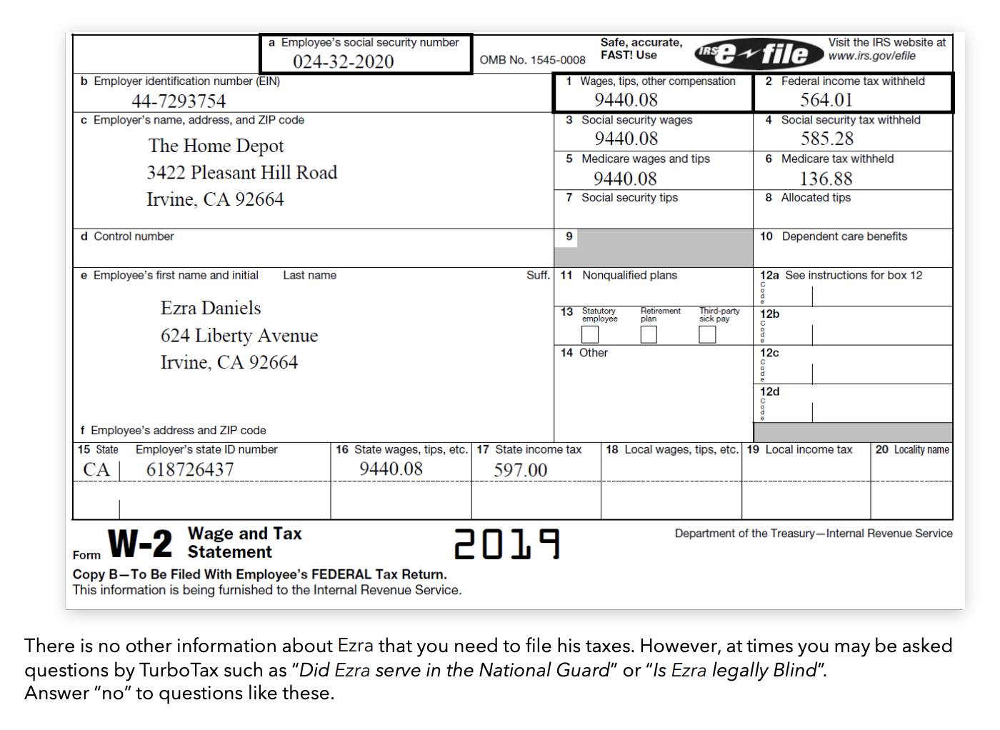 a Employee's social security number
024-32-2020
OMB No. 1545-0008
Safe, accurate,
FAST! Use
IRS e-file
Visit the IRS website at
www.irs.gov/efile
b Employer identification number (EIN)
44-7293754
1 Wages, tips, other compensation
9440.08
2 Federal income tax withheld
564.01
c Employer's name, address, and ZIP code
The Home Depot
3422 Pleasant Hill Road
Irvine, CA 92664
3 Social security wages
9440.08
4 Social security tax withheld
585.28
5 Medicare wages and tips
9440.08
6 Medicare tax withheld
136.88
7 Social security tips
8 Allocated tips
d Control number
9
10 Dependent care benefits
e Employee's first name and initial Last name Suff.
Ezra Daniels
624 Liberty Avenue
Irvine, CA 92664
f Employee's address and ZIP code
11 Nonqualified plans
12a See instructions for box 12
Code
13 Statutory employee Retirement plan Third-party sick pay
12b
Code
14 Other
12c
Code
12d
Code
15 State Employer's state ID number
CA 618726437
16 State wages, tips, etc.
9440.08
17 State income tax
597.00
18 Local wages, tips, etc.
19 Local income tax
20 Locality name
Form W-2 Wage and Tax
Statement
2019
Department of the Treasury—Internal Revenue Service
Copy B—To Be Filed With Employee's FEDERAL Tax Return.
This information is being furnished to the Internal Revenue Service.
There is no other information about Ezra that you need to file his taxes. However, at times you may be asked
questions by TurboTax such as “Did Ezra serve in the National Guard” or “Is Ezra legally Blind”.
Answer “no” to questions like these.